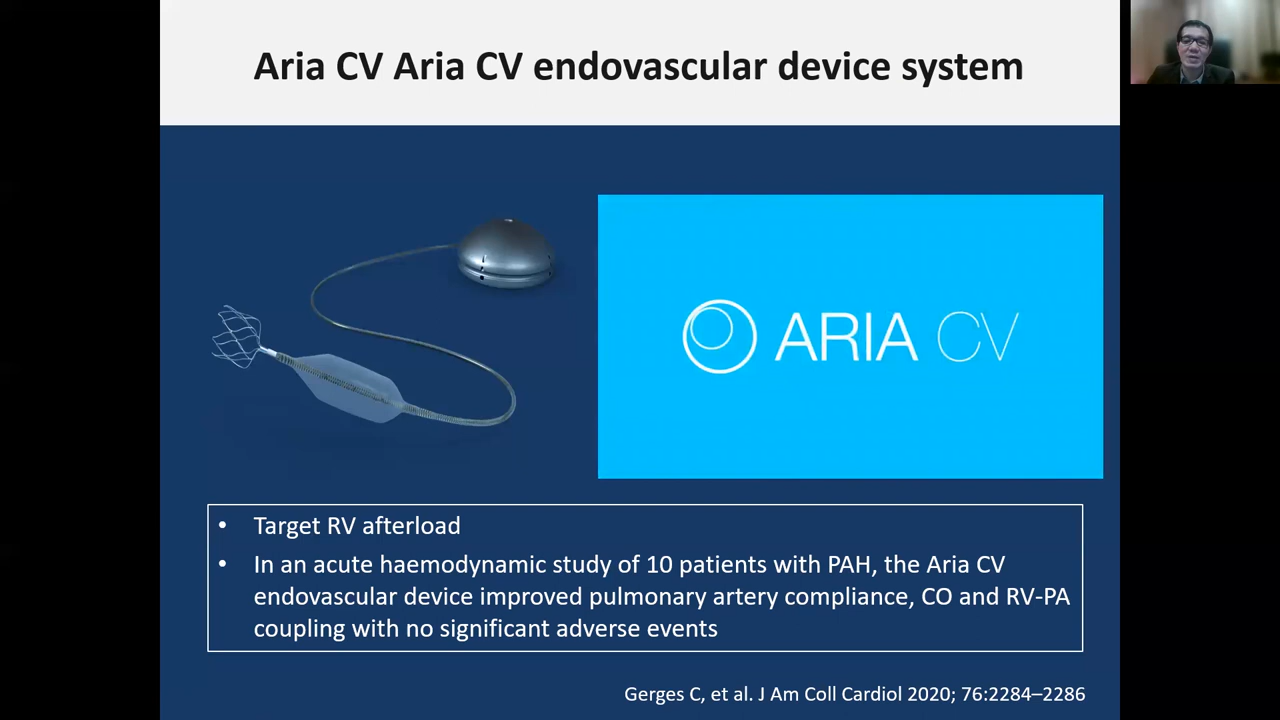 Aria CV Aria CV endovascular device system
ARIA CV
• Target RV afterload
• In an acute haemodynamic study of 10 patients with PAH, the Aria CV
endovascular device improved pulmonary artery compliance, CO and RV-PA
coupling with no significant adverse events
Gerges C, et al. J Am Coll Cardiol 2020; 76:2284–2286